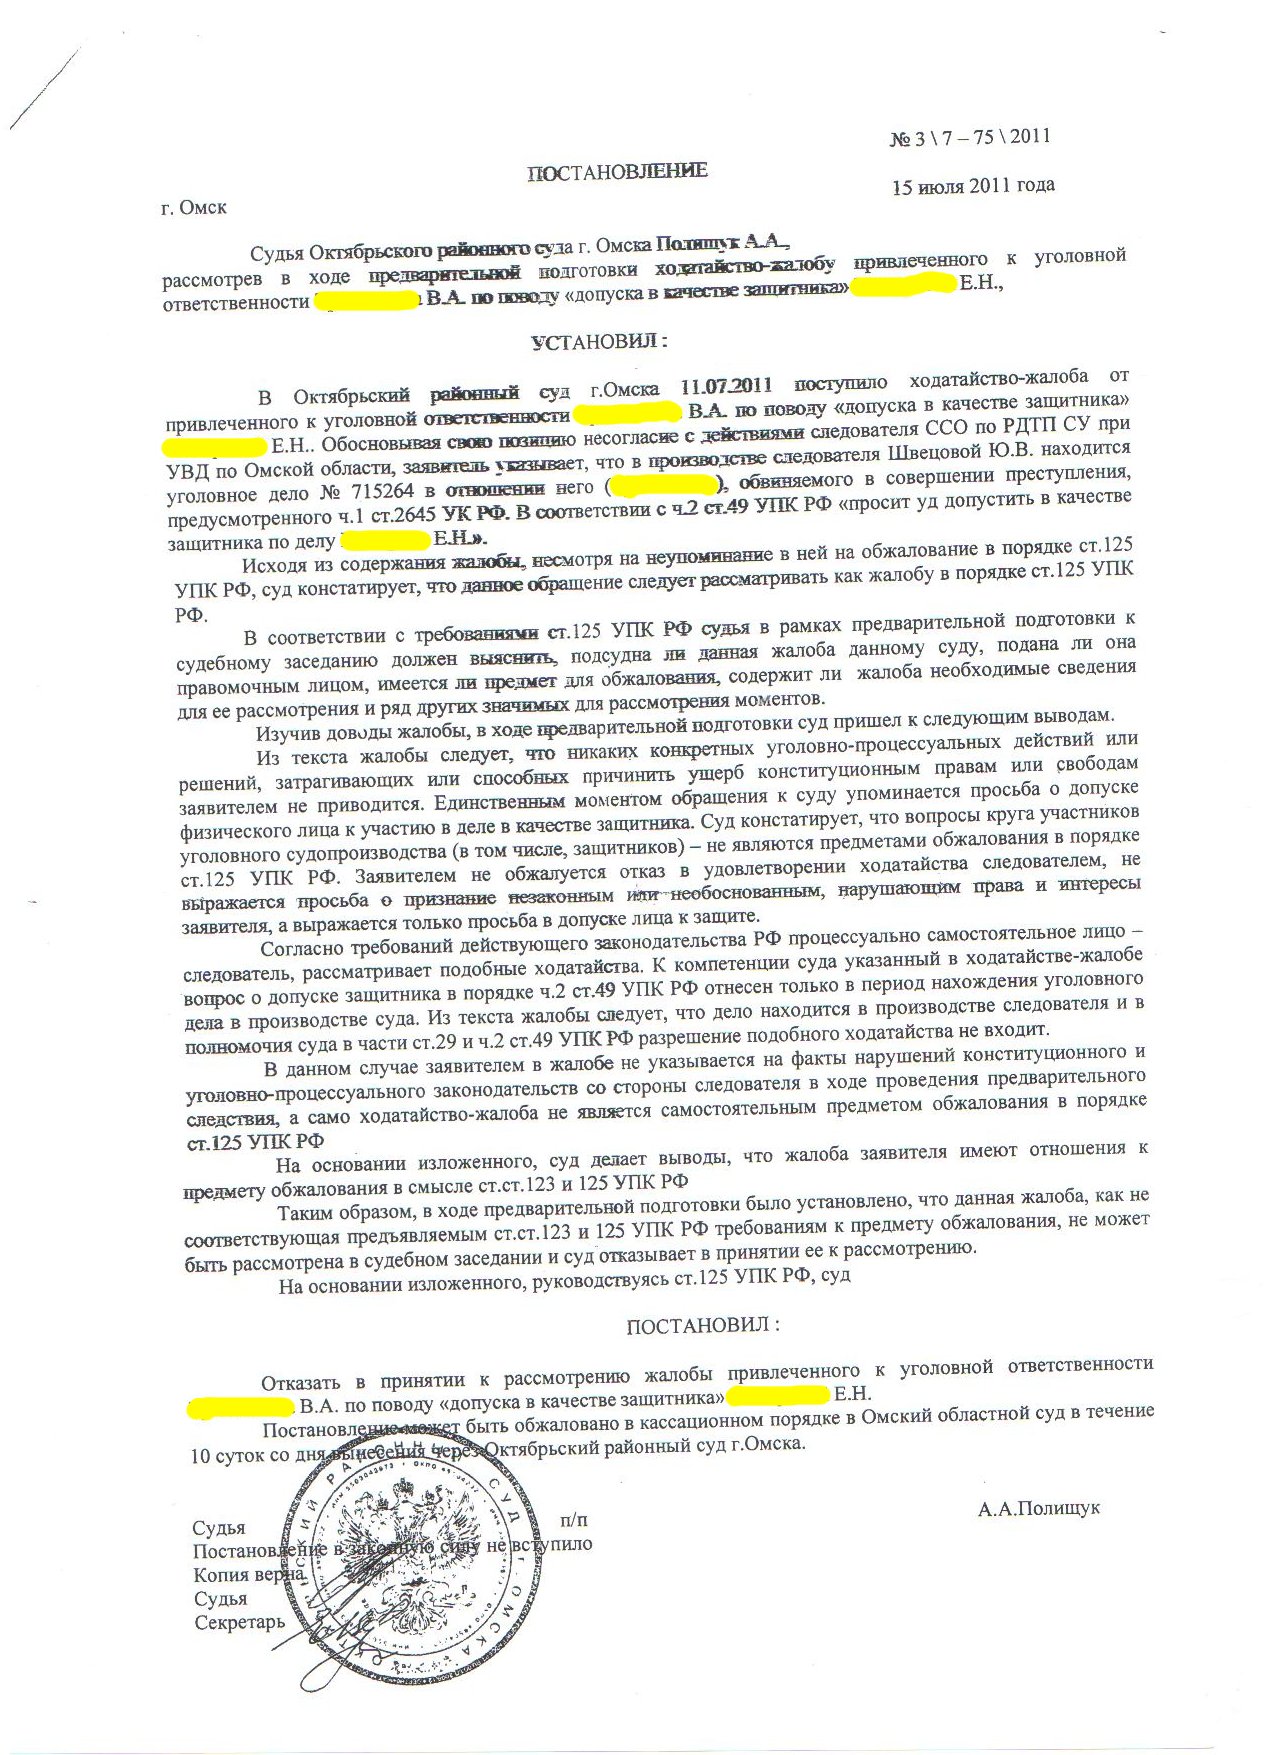 № 3 \ 7 – 75 \ 2011
ПОСТАНОВЛЕНИЕ
15 июля 2011 года
г. Омск
Судья Октябрьского районного суда г. Омска Полищук А.А.,
рассмотрев в ходе предварительной подготовки ходатайство-жалобу привлеченного к уголовной
ответственности В.А. по поводу «допуска в качестве защитника» Е.Н.,
УСТАНОВИЛ :
В Октябрьский районный суд г.Омска 11.07.2011 поступило ходатайство-жалоба от
привлеченного к уголовной ответственности В.А. по поводу «допуска в качестве защитника»
Е.Н.. Обосновывая свою позицию несогласие с действиями следователя ССО по РДТП СУ при
УВД по Омской области, заявитель указывает, что в производстве следователя Швецовой Ю.В. находится
уголовное дело № 715264 в отношении него ( ), обвиняемого в совершении преступления,
предусмотренного ч.1 ст.2645 УК РФ. В соответствии с ч.2 ст.49 УПК РФ «просит уд допустить в качестве
защитника по делу Е.Н.».
Исходя из содержания жалобы, несмотря на неупоминание в ней на обжалование в порядке ст.125
УПК РФ, суд констатирует, что данное обращение следует рассматривать как жалобу в порядке ст.125 УПК
РФ.
В соответствии с требованиями ст.125 УПК РФ судья в рамках предварительной подготовки к
судебному заседанию должен выяснить, подсудна ли данная жалоба данному суду, подана ли она
правомочным лицом, имеется ли предмет для обжалования, содержит ли жалоба необходимые сведения
для ее рассмотрения и ряд других значимых для рассмотрения моментов.
Изучив доводы жалобы, в ходе предварительной подготовки суд пришел к следующим выводам.
Из текста жалобы следует, что никаких конкретных уголовно-процессуальных действий или
решений, затрагивающих или способных причинить ущерб конституционным правам или свободам
заявителем не приводится. Единственным моментом обращения к суду упоминается просьба о допуске
физического лица к участию в деле в качестве защитника. Суд констатирует, что вопросы круга участников
уголовного судопроизводства (в том числе, защитников) – не являются предметами обжалования в порядке
ст.125 УПК РФ. Заявителем не обжалуется отказ в удовлетворении ходатайства следователем, не
выражается просьба о признание незаконным или необоснованным, нарушающим права и интересы
заявителя, а выражается только просьба в допуске лица к защите.
Согласно требований действующего законодательства РФ процессуально самостоятельное лицо –
следователь, рассматривает подобные ходатайства. К компетенции суда указанный в ходатайстве-жалобе
вопрос о допуске защитника в порядке ч.2 ст.49 УПК РФ отнесен только в период нахождения уголовного
дела в производстве суда. Из текста жалобы следует, что дело находится в производстве следователя и в
полномочия суда в части ст.29 и ч.2 ст.49 УПК РФ разрешение подобного ходатайства не входит.
В данном случае заявителем в жалобе не указывается на факты нарушений конституционного и
уголовно-процессуального законодательств со стороны следователя в ходе проведения предварительного
следствия, а само ходатайство-жалоба не является самостоятельным предметом обжалования в порядке
ст.125 УПК РФ
На основании изложенного, суд делает выводы, что жалоба заявителя имеют отношения к
предмету обжалования в смысле ст.ст.123 и 125 УПК РФ
Таким образом, в ходе предварительной подготовки было установлено, что данная жалоба, как не
соответствующая предъявляемым ст.ст.123 и 125 УПК РФ требованиям к предмету обжалования, не может
быть рассмотрена в судебном заседании и суд отказывает в принятии ее к рассмотрению.
На основании изложенного, руководствуясь ст.125 УПК РФ, суд
ПОСТАНОВИЛ :
Отказать в принятии к рассмотрению жалобы привлеченного к уголовной ответственности
В.А. по поводу «допуска в качестве защитника» Е.Н.
Постановление может быть обжаловано в кассационном порядке в Омский областной суд в течение
10 суток со дня вынесения через Октябрьский районный суд г.Омска.
Судья п/п А.А.Полищук
Постановление в законную силу не вступило
Копия верна
Судья
Секретарь